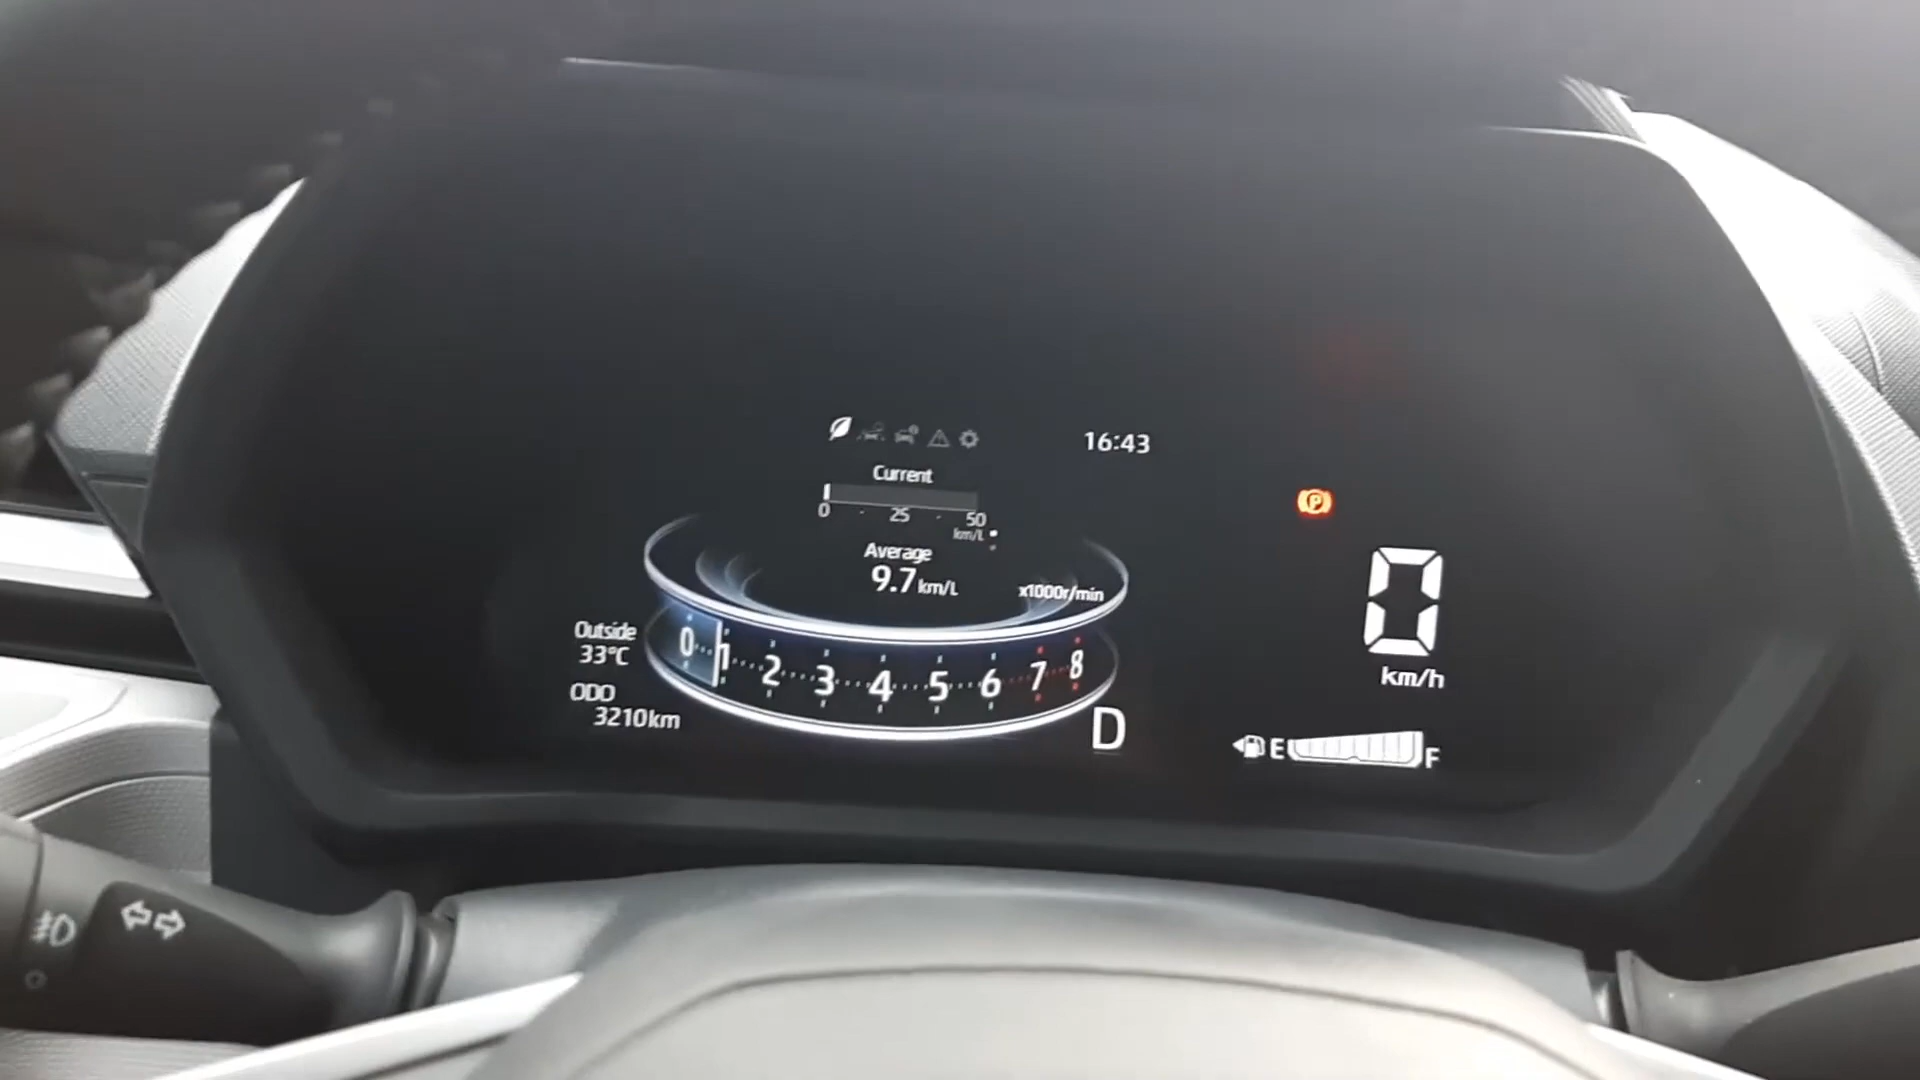 16:43
Current
0 25 50
km/L
Average
9.7 km/L
x1000r/min
Outside
33°C
0 1 2 3 4 5 6 7 8
ODO
3210km
D
P
0
km/h
E F